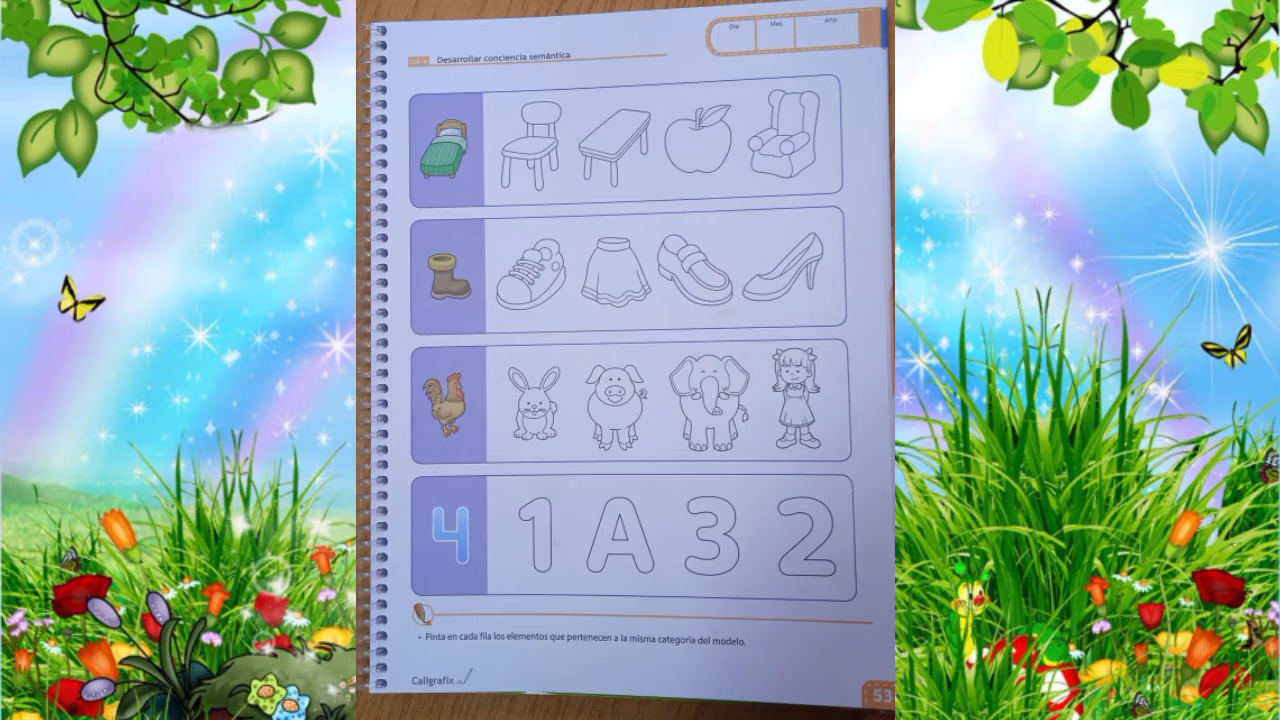 Día Mes Año
Desarrollar conciencia semántica
4 1 A 3 2
• Pinta en cada fila los elementos que pertenecen a la misma categoría del modelo.
Caligrafix
53